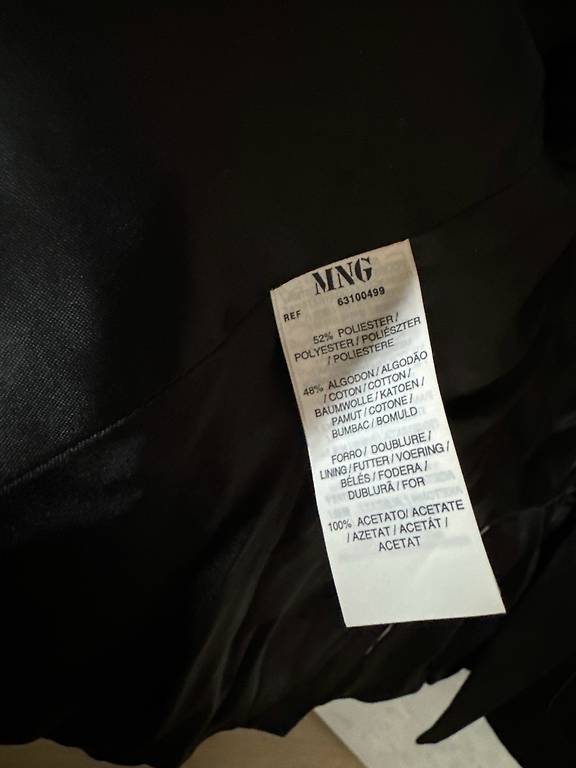 MNG
REF 63100499
52% POLIESTER /
POLYESTER / POLIÉSZTER
/ POLIESTERE
48% ALGODON / ALGODÃO
/ COTON / COTTON /
BAUMWOLLE / KATOEN /
PAMUT / COTONE /
BUMBAC / BOMULD
FORRO / DOUBLURE /
LINING / FUTTER / VOERING /
BÉLÉS / FODERA /
DUBLURĂ / FOR
100% ACETATO / ACETATE
/ AZETAT / ACETÁT /
ACETAT